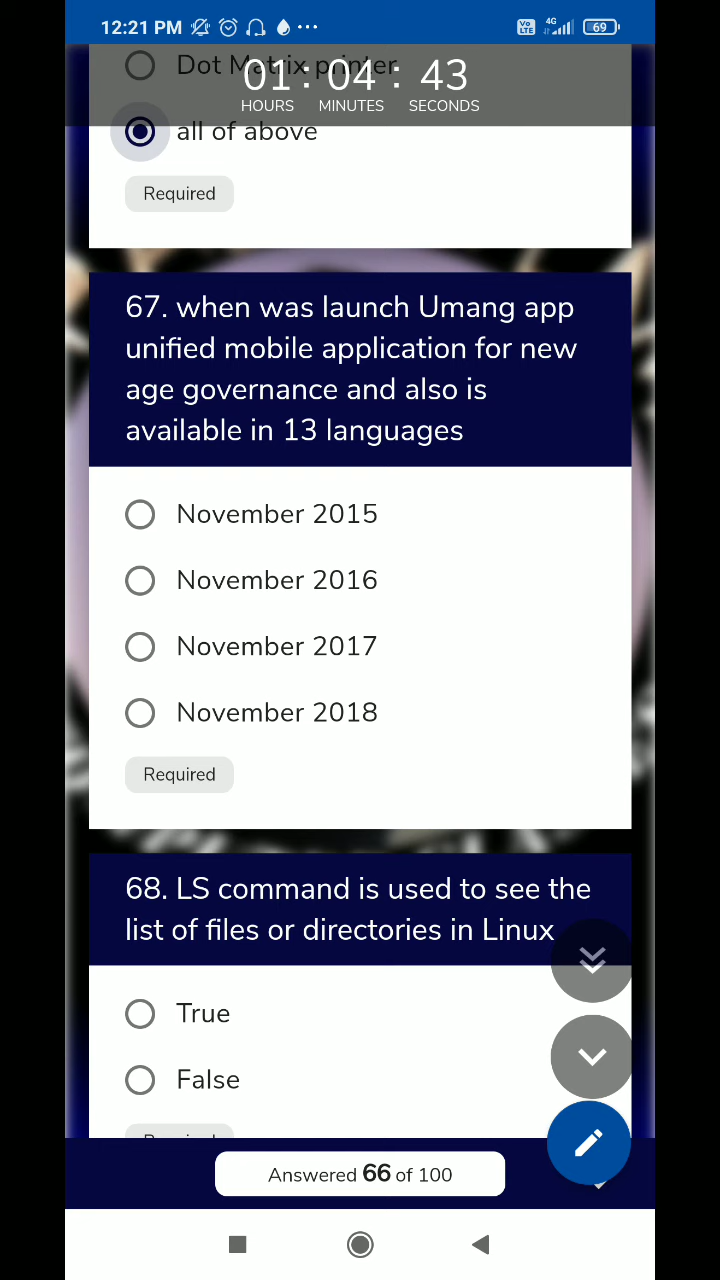 12:21 PM
Vo LTE
4G
69
Dot Matrix printer
01 : 04 : 43
HOURS MINUTES SECONDS
all of above
Required
67. when was launch Umang app
unified mobile application for new
age governance and also is
available in 13 languages
November 2015
November 2016
November 2017
November 2018
Required
68. LS command is used to see the
list of files or directories in Linux
True
False
Answered 66 of 100